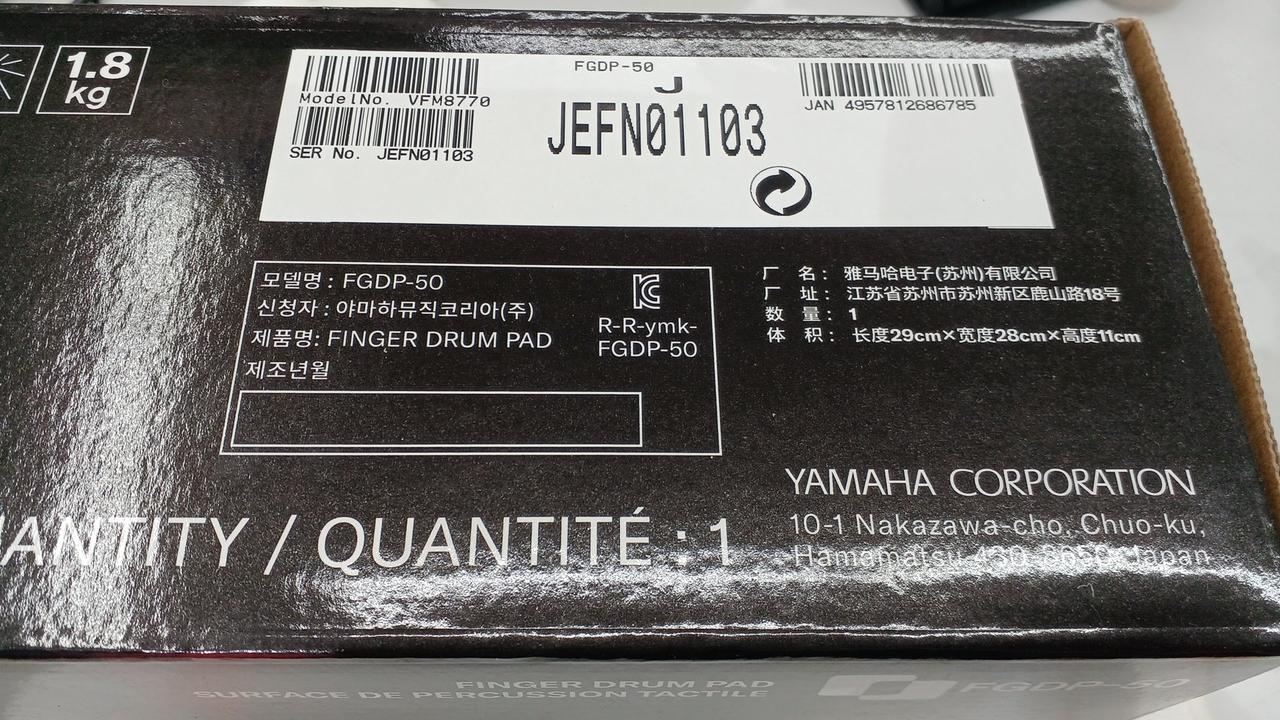 1.8
kg
FGDP-50
J
ModelNo. VFM8770
JEFN01103
SER No. JEFN01103
JAN 4957812686785
모델명 : FGDP-50
신청자 : 야마하뮤직코리아(주)
제품명: FINGER DRUM PAD
제조년월
R-R-ymk-
FGDP-50
厂 名： 雅马哈电子(苏州)有限公司
厂 址： 江苏省苏州市苏州新区鹿山路18号
数 量： 1
体 积： 长度29cm×宽度28cm×高度11cm
ANTITY / QUANTITÉ : 1
YAMAHA CORPORATION
10-1 Nakazawa-cho, Chuo-ku,
Hamamatsu 430-8650 Japan
FINGER DRUM PAD
SURFACE DE PERCUSSION TACTILE
FGDP-50